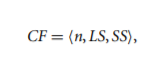 CF = ⟨n, LS, SS⟩,